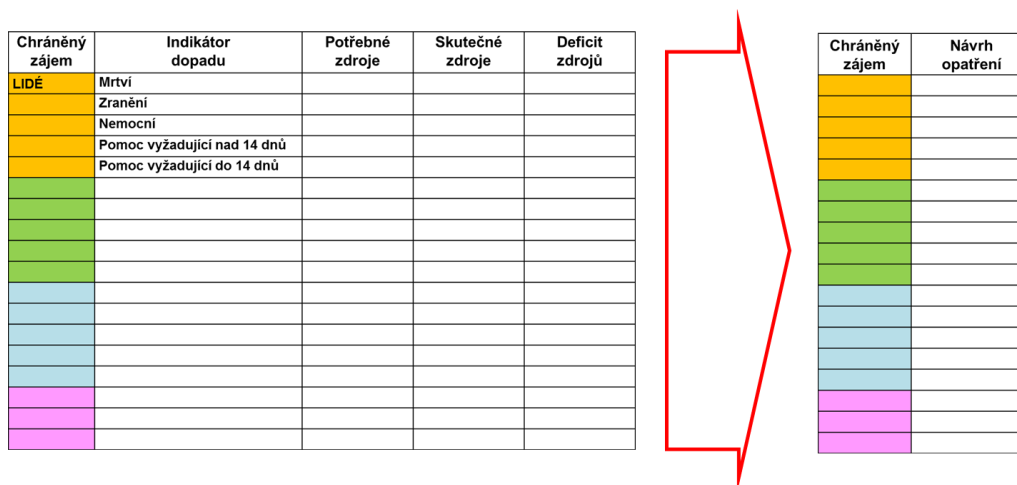 Chráněný zájem
Indikátor dopadu
Potřebné zdroje
Skutečné zdroje
Deficit zdrojů
LIDÉ
Mrtví
Zranění
Nemocní
Pomoc vyžadující nad 14 dnů
Pomoc vyžadující do 14 dnů
Chráněný zájem
Návrh opatření